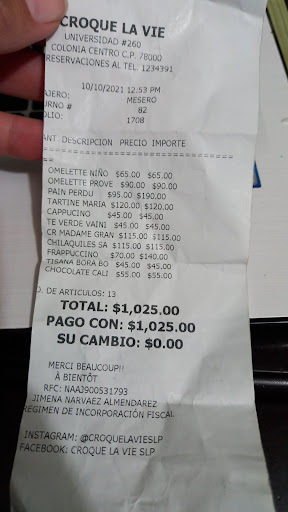 CROQUE LA VIE
UNIVERSIDAD #260
COLONIA CENTRO C.P. 78000
RESERVACIONES AL TEL. 1234391
10/10/2021 12:53 PM
AJERO: MESERO
URNO # 82
OLIO: 1708
ANT. DESCRIPCION PRECIO IMPORTE
OMELETTE NIÑO $65.00 $65.00
OMELETTE PROVE $90.00 $90.00
PAIN PERDU $95.00 $190.00
TARTINE MARIA $120.00 $120.00
CAPPUCINO $45.00 $45.00
TE VERDE VAINI $45.00 $45.00
CR MADAME GRAN $115.00 $115.00
CHILAQUILES SA $115.00 $115.00
FRAPPUCCINO $70.00 $140.00
TISANA BORA BO $45.00 $45.00
CHOCOLATE CALI $55.00 $55.00
O. DE ARTICULOS: 13
TOTAL: $1,025.00
PAGO CON: $1,025.00
SU CAMBIO: $0.00
MERCI BEAUCOUP!!
À BIENTÔT
RFC: NAAJ900531793
JIMENA NARVAEZ ALMENDAREZ
REGIMEN DE INCORPORACIÓN FISCAL
INSTAGRAM: @CROQUELAVIESLP
FACEBOOK: CROQUE LA VIE SLP